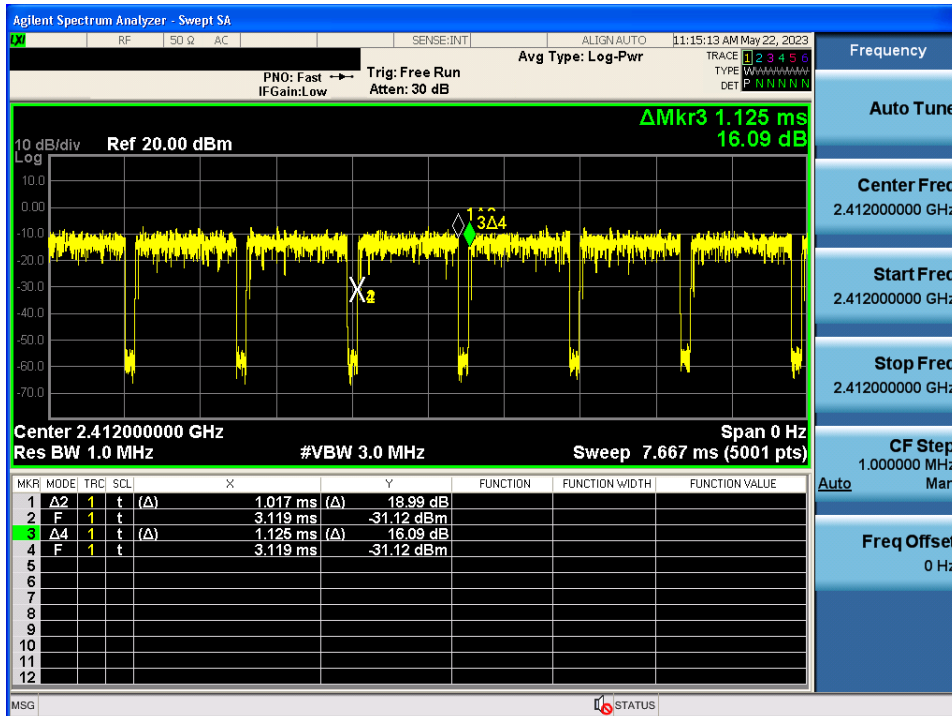 Agilent Spectrum Analyzer - Swept SA
LXI RF 50 Ω AC SENSE:INT ALIGN AUTO 11:15:13 AM May 22, 2023
Frequency
Avg Type: Log-Pwr
TRACE 1 2 3 4 5 6
PNO: Fast Trig: Free Run
TYPE WWWWWWW
IFGain:Low Atten: 30 dB
DET P N N N N N
Auto Tune
ΔMkr3 1.125 ms
16.09 dB
10 dB/div Ref 20.00 dBm
Log
10.0
0.00
-10.0
-20.0
-30.0
-40.0
-50.0
-60.0
-70.0
3Δ4
Center Freq
2.412000000 GHz
Start Freq
2.412000000 GHz
Stop Freq
2.412000000 GHz
Center 2.412000000 GHz Span 0 Hz
Res BW 1.0 MHz #VBW 3.0 MHz Sweep 7.667 ms (5001 pts)
CF Step
1.000000 MHz
Auto Man
MKR MODE TRC SCL X Y FUNCTION FUNCTION WIDTH FUNCTION VALUE
1 Δ2 1 t (Δ) 1.017 ms (Δ) 18.99 dB
2 F 1 t 3.119 ms -31.12 dBm
3 Δ4 1 t (Δ) 1.125 ms (Δ) 16.09 dB
4 F 1 t 3.119 ms -31.12 dBm
5
6
7
8
9
10
11
12
Freq Offset
0 Hz
MSG STATUS